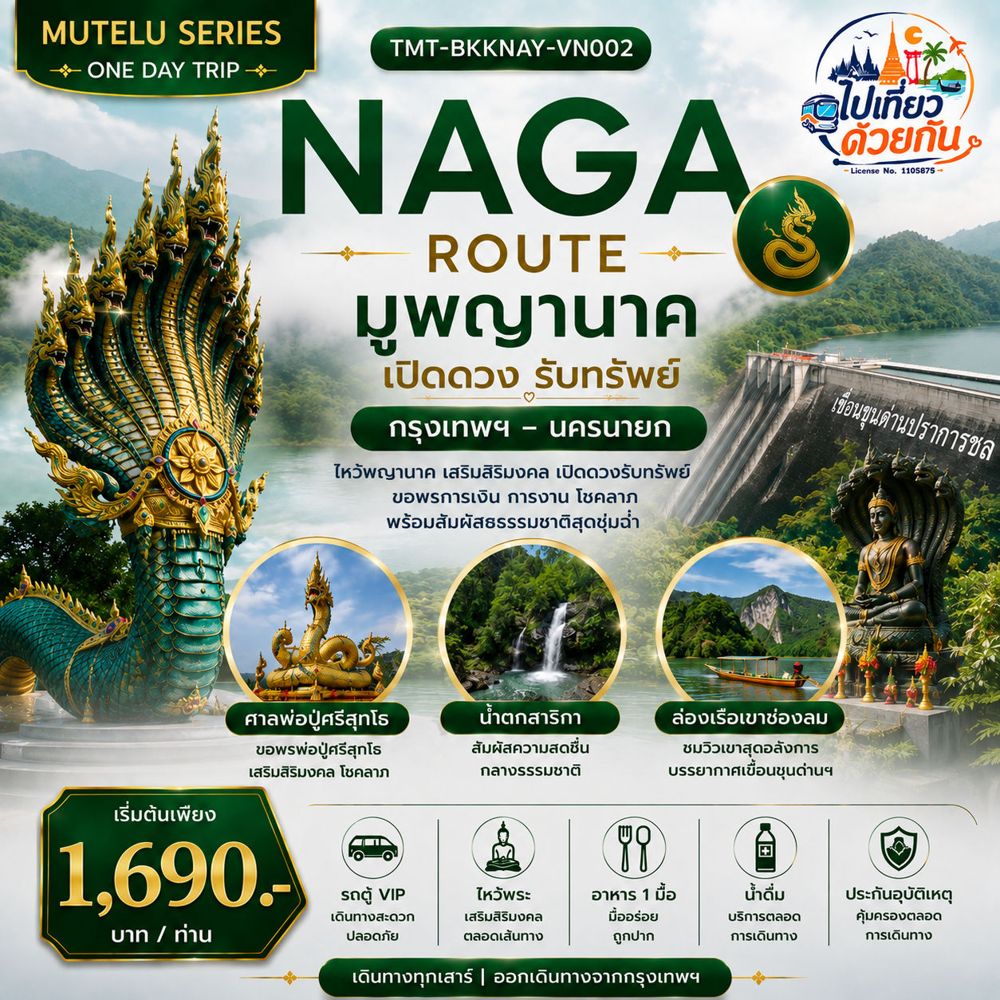 MUTELU SERIES
ONE DAY TRIP
TMT-BKKNAY-VN002
ไปเที่ยว
ด้วยกัน
License No. 1105875
NAGA
ROUTE
มูพญานาค
เปิดดวง รับทรัพย์
กรุงเทพฯ – นครนายก
ไหว้พญานาค เสริมสิริมงคล เปิดดวงรับทรัพย์
ขอพรการเงิน การงาน โชคลาภ
พร้อมสัมผัสธรรรมชาติสุดชุ่มฉ่ำ
เขื่อนขุนด่านปราการชล
ศาลพ่อปู่ศรีสุทโธ
ขอพรพ่อปู่ศรีสุทโธ
เสริมสิริมงคล โชคลาภ
น้ำตกสาริกา
สัมผัสความสดชื่น
กลางธรรมชาติ
ล่องเรือเขาช่องลม
ชมวิวเขาสุดอลังการ
บรรยากาศเขื่อนขุนด่านฯ
เริ่มต้นเพียง
1,690.-
บาท / ท่าน
รถตู้ VIP
เดินทางสะดวก
ปลอดภัย
ไหว้พระ
เสริมสิริมงคล
ตลอดเส้นทาง
อาหาร 1 มื้อ
มื้ออร่อย
ถูกปาก
น้ำดื่ม
บริการตลอด
การเดินทาง
ประกันอุบัติเหตุ
คุ้มครองตลอด
การเดินทาง
เดินทางทุกเสาร์ | ออกเดินทางจากกรุงเทพฯ